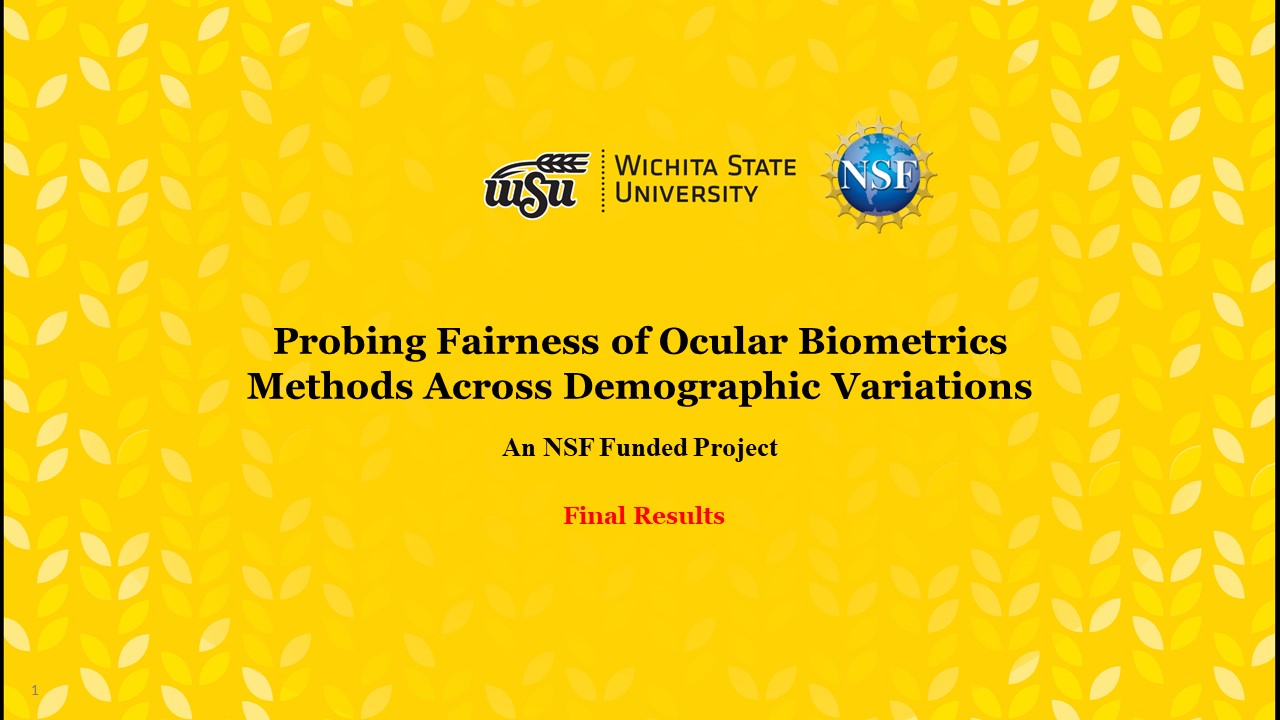 WSU
WICHITA STATE
UNIVERSITY
NSF
Probing Fairness of Ocular Biometrics
Methods Across Demographic Variations
An NSF Funded Project
Final Results
1